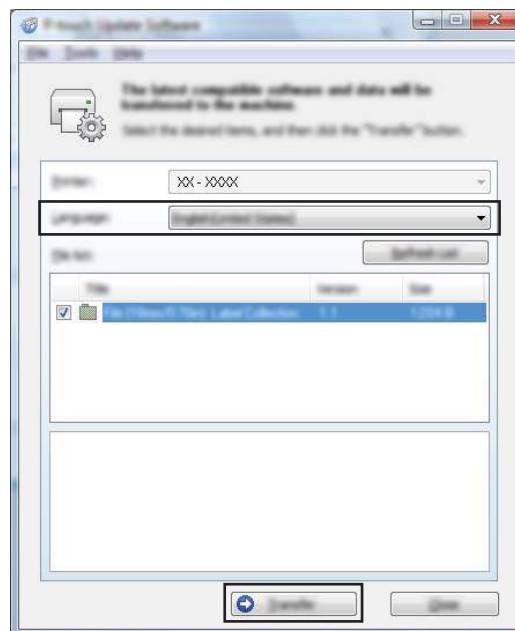 P-touch Update Software
File Tools Help
The latest compatible software and data will be
transferred to the machine.
Select the desired items, and then click the "Transfer" button.
Printer: XX - XXXX
Language: English(United States)
File list: Refresh List
Title Version Size
Label Collection 1.1
Transfer Close